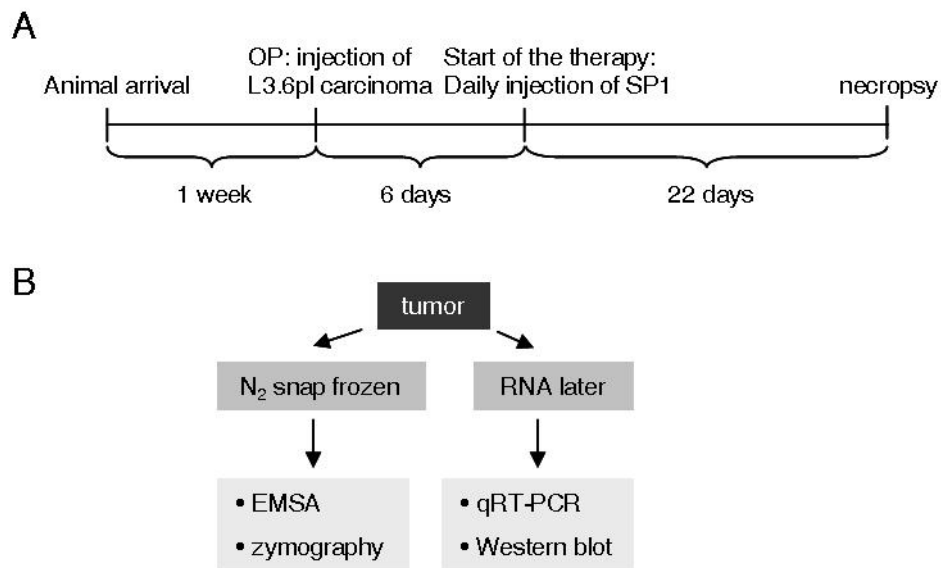 A
OP: injection of Start of the therapy:
Animal arrival L3.6pl carcinoma Daily injection of SP1 necropsy
1 week 6 days 22 days
B
tumor
N₂ snap frozen RNA later
• EMSA • qRT-PCR
• zymography • Western blot